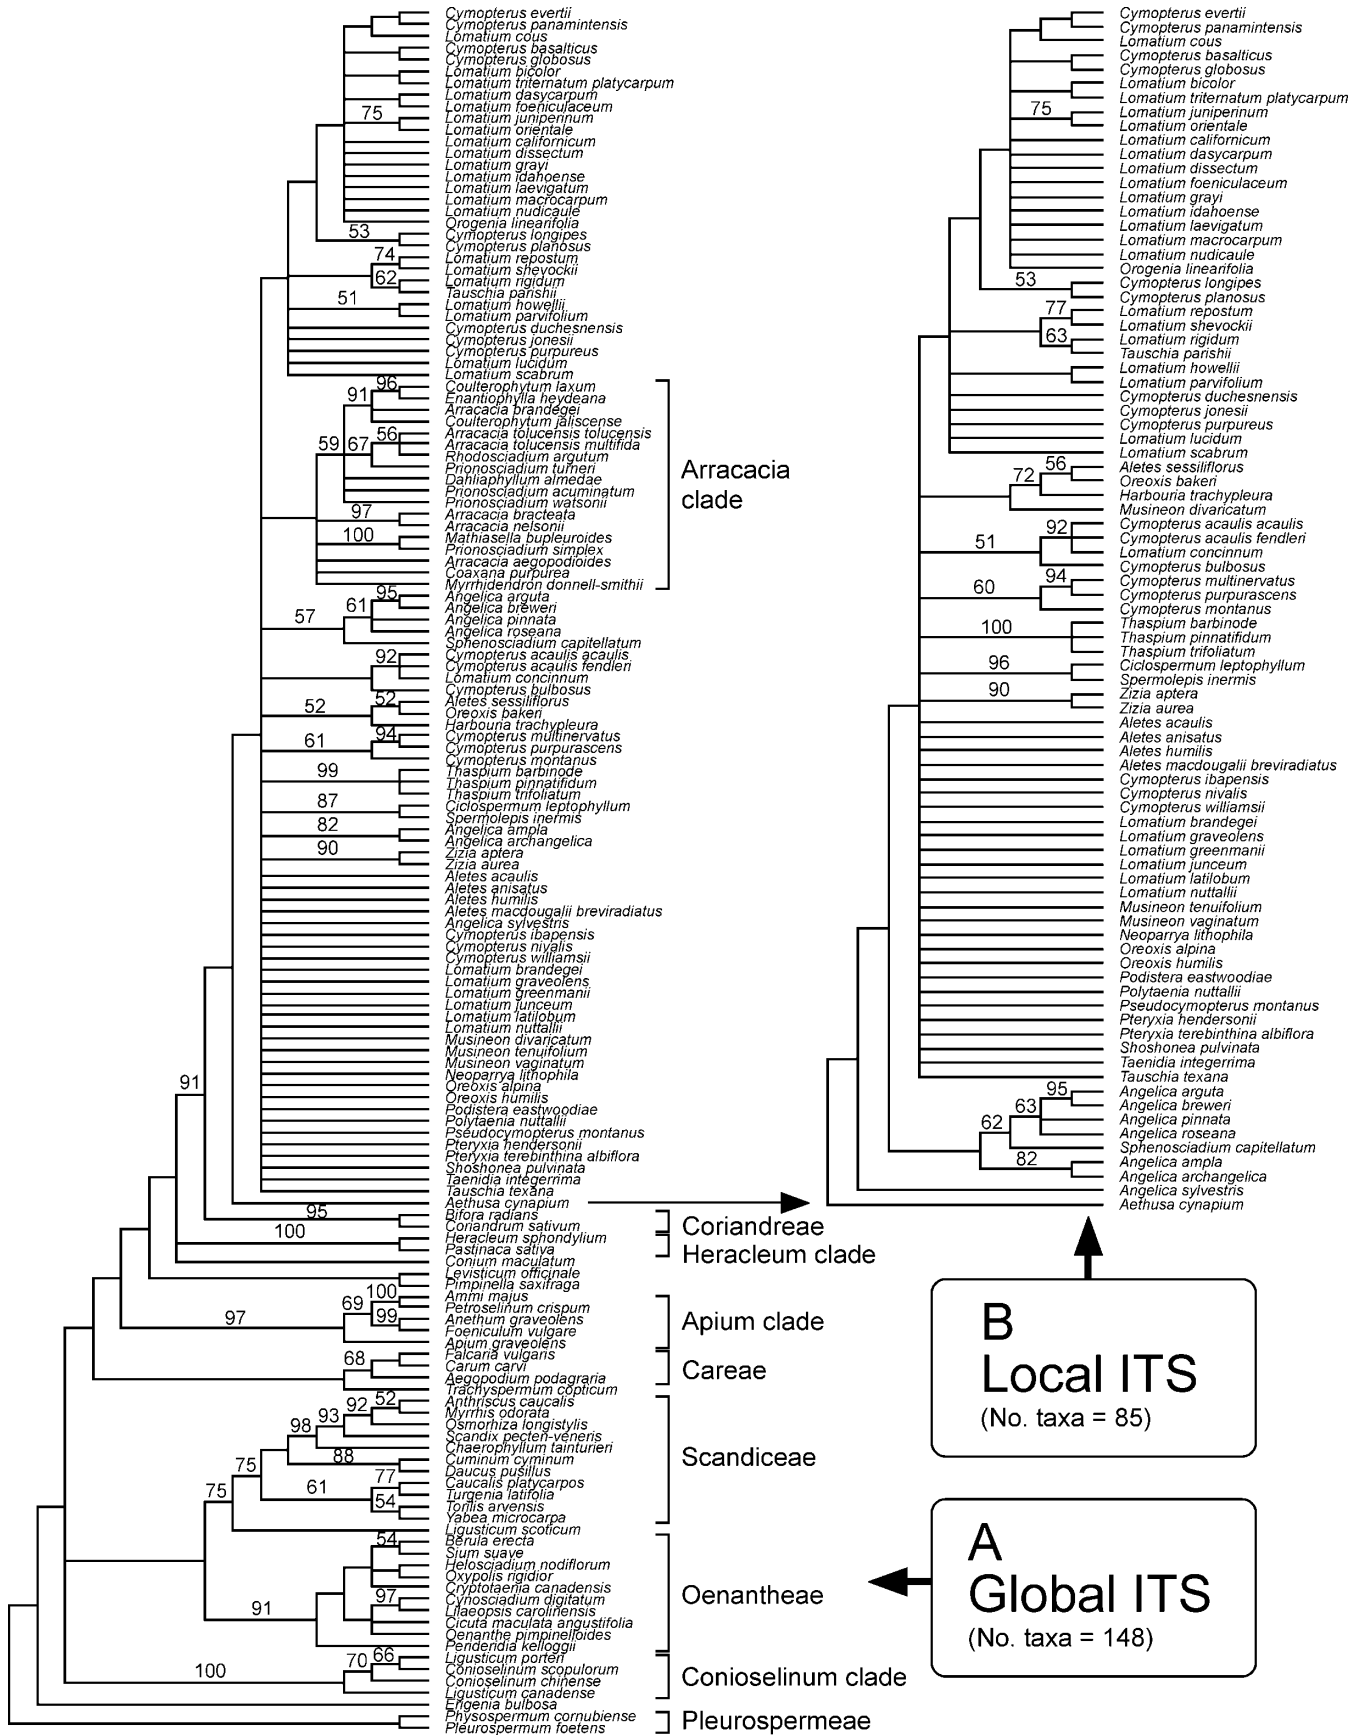 Cymopterus evertii
Cymopterus panamintensis
Lomatium cous
Cymopterus basalticus
Cymopterus globosus
Lomatium bicolor
Lomatium triternatum platycarpum
Lomatium dasycarpum
Lomatium foeniculaceum
75
Lomatium juniperinum
Lomatium orientale
Lomatium californicum
Lomatium dissectum
Lomatium grayi
Lomatium idahoense
Lomatium laevigatum
Lomatium macrocarpum
Lomatium nudicaule
Orogenia linearifolia
53
Cymopterus longipes
Cymopterus planosus
74
Lomatium repostum
Lomatium shevockii
62
Lomatium rigidum
Tauschia parishii
51
Lomatium howellii
Lomatium parvifolium
Cymopterus duchesnensis
Cymopterus jonesii
Cymopterus purpureus
Lomatium lucidum
Lomatium scabrum
91
96
Coulterophytum laxum
Enantiophylla heydeana
Arracacia brandegei
Coulterophytum jaliscense
59
67
56
Arracacia tolucensis tolucensis
Arracacia tolucensis multifida
Rhodosciadium argutum
Prionosciadium turneri
Dahliaphyllum almedae
Prionosciadium acuminatum
Prionosciadium watsonii
97
Arracacia bracteata
Arracacia nelsonii
100
Mathiasella bupleuroides
Prionosciadium simplex
Arracacia aegopodioides
Coaxana purpurea
Myrrhidendron donnell-smithii
Arracacia
clade
57
61
95
Angelica arguta
Angelica breweri
Angelica pinnata
Angelica roseana
Sphenosciadium capitellatum
92
Cymopterus acaulis acaulis
Cymopterus acaulis fendleri
Lomatium concinnum
Cymopterus bulbosus
52
52
Aletes sessiliflorus
Oreoxis bakeri
Harbouria trachypleura
61
94
Cymopterus multinervatus
Cymopterus purpurascens
Cymopterus montanus
99
Thaspium barbinode
Thaspium pinnatifidum
Thaspium trifoliatum
87
Ciclospermum leptophyllum
Spermolepis inermis
82
Angelica ampla
Angelica archangelica
90
Zizia aptera
Zizia aurea
Aletes acaulis
Aletes anisatus
Aletes humilis
Aletes macdougalii breviradiatus
Angelica sylvestris
Cymopterus ibapensis
Cymopterus nivalis
Cymopterus williamsii
Lomatium brandegei
Lomatium graveolens
Lomatium greenmanii
Lomatium junceum
Lomatium latilobum
Lomatium nuttallii
Musineon divaricatum
Musineon tenuifolium
Musineon vaginatum
Neoparrya lithophila
Oreoxis alpina
Oreoxis humilis
Podistera eastwoodiae
Polytaenia nuttallii
Pseudocymopterus montanus
Pteryxia hendersonii
Pteryxia terebinthina albiflora
Shoshonea pulvinata
Taenidia integerrima
Tauschia texana
Aethusa cynapium
91
95
Bifora radians
Coriandrum sativum
Coriandreae
100
Heracleum sphondylium
Pastinaca sativa
Heracleum clade
Conium maculatum
Levisticum officinale
Pimpinella saxifraga
97
69
100
Ammi majus
Petroselinum crispum
99
Anethum graveolens
Foeniculum vulgare
Apium graveolens
Apium clade
68
Falcaria vulgaris
Carum carvi
Aegopodium podagraria
Trachyspermum copticum
Careae
75
75
98
93
92
52
Anthriscus caucalis
Myrrhis odorata
Osmorhiza longistylis
Scandix pecten-veneris
Chaerophyllum tainturieri
88
Cuminum cyminum
Daucus pusillus
61
77
Caucalis platycarpos
Turgenia latifolia
54
Torilis arvensis
Yabea microcarpa
Scandiceae
Ligusticum scoticum
91
54
Berula erecta
Sium suave
Helosciadium nodiflorum
Oxypolis rigidior
Cryptotaenia canadensis
97
Cynosciadium digitatum
Lilaeopsis carolinensis
Cicuta maculata angustifolia
Oenanthe pimpinelloides
Perideridia kelloggii
Oenantheae
100
70
66
Ligusticum porteri
Conioselinum scopulorum
Conioselinum chinense
Ligusticum canadense
Conioselinum clade
Erigenia bulbosa
Physospermum cornubiense
Pleurospermum foetens
Pleurospermeae
Cymopterus evertii
Cymopterus panamintensis
Lomatium cous
Cymopterus basalticus
Cymopterus globosus
Lomatium bicolor
Lomatium triternatum platycarpum
75
Lomatium juniperinum
Lomatium orientale
Lomatium californicum
Lomatium dasycarpum
Lomatium dissectum
Lomatium foeniculaceum
Lomatium grayi
Lomatium idahoense
Lomatium laevigatum
Lomatium macrocarpum
Lomatium nudicaule
Orogenia linearifolia
53
Cymopterus longipes
Cymopterus planosus
77
Lomatium repostum
Lomatium shevockii
63
Lomatium rigidum
Tauschia parishii
Lomatium howellii
Lomatium parvifolium
Cymopterus duchesnensis
Cymopterus jonesii
Cymopterus purpureus
Lomatium lucidum
Lomatium scabrum
72
56
Aletes sessiliflorus
Oreoxis bakeri
Harbouria trachypleura
Musineon divaricatum
51
92
Cymopterus acaulis acaulis
Cymopterus acaulis fendleri
Lomatium concinnum
Cymopterus bulbosus
60
94
Cymopterus multinervatus
Cymopterus purpurascens
Cymopterus montanus
100
Thaspium barbinode
Thaspium pinnatifidum
Thaspium trifoliatum
96
Ciclospermum leptophyllum
Spermolepis inermis
90
Zizia aptera
Zizia aurea
Aletes acaulis
Aletes anisatus
Aletes humilis
Aletes macdougalii breviradiatus
Cymopterus ibapensis
Cymopterus nivalis
Cymopterus williamsii
Lomatium brandegei
Lomatium graveolens
Lomatium greenmanii
Lomatium junceum
Lomatium latilobum
Lomatium nuttallii
Musineon tenuifolium
Musineon vaginatum
Neoparrya lithophila
Oreoxis alpina
Oreoxis humilis
Podistera eastwoodiae
Polytaenia nuttallii
Pseudocymopterus montanus
Pteryxia hendersonii
Pteryxia terebinthina albiflora
Shoshonea pulvinata
Taenidia integerrima
Tauschia texana
62
63
95
Angelica arguta
Angelica breweri
Angelica pinnata
Angelica roseana
Sphenosciadium capitellatum
82
Angelica ampla
Angelica archangelica
Angelica sylvestris
Aethusa cynapium
B
Local ITS
(No. taxa = 85)
A
Global ITS
(No. taxa = 148)